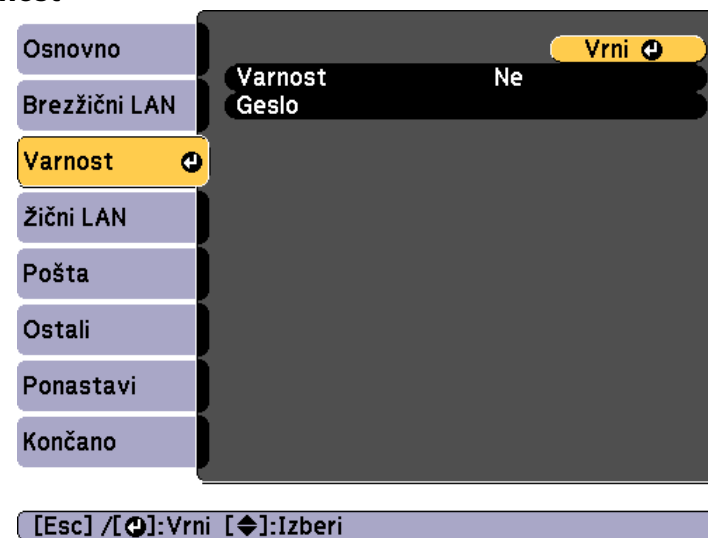 Osnovno
Brezžični LAN
Varnost
Žični LAN
Pošta
Ostali
Ponastavi
Končano
Vrni
Varnost Ne
Geslo
[Esc] /[⏎]:Vrni [◆]:Izberi